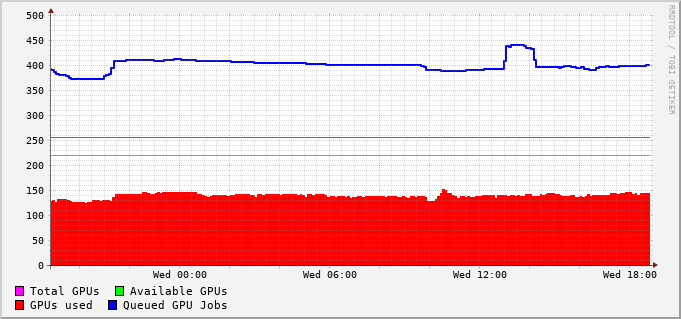 RRDTOOL / TOBI OETIKER
500
450
400
350
300
250
200
150
100
50
0
Wed 00:00 Wed 06:00 Wed 12:00 Wed 18:00
Total GPUs Available GPUs
GPUs used Queued GPU Jobs